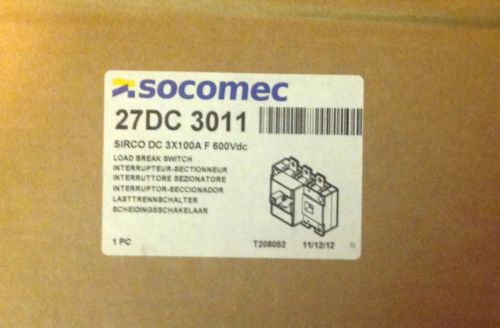 socomec
27DC 3011
SIRCO DC 3X100A F 600Vdc
LOAD BREAK SWITCH
INTERRUPTEUR-SECTIONNEUR
INTERRUTTORE SEZIONATORE
INTERRUPTOR-SECCIONADOR
LASTTRENNSCHALTER
SCHEIDINGSSCHAKELAAR
1 PC T208052 11/12/12